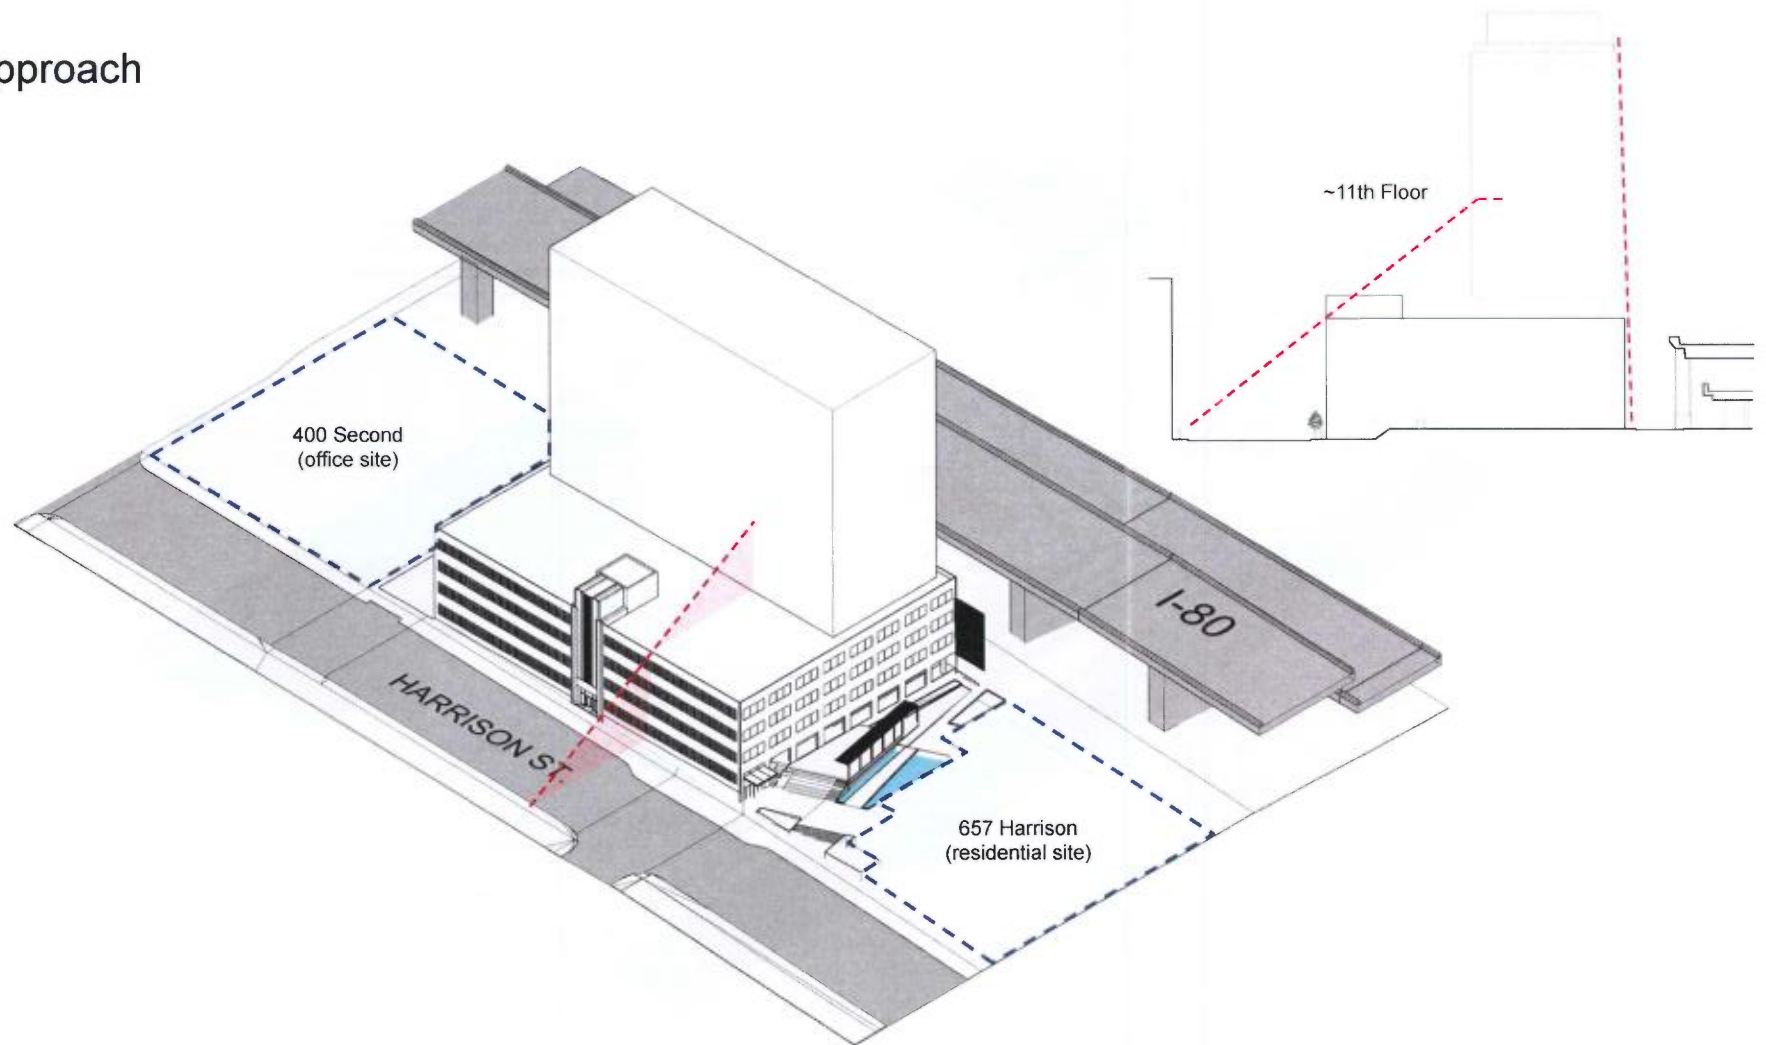 pproach
~11th Floor
400 Second
(office site)
I-80
HARRISON ST.
657 Harrison
(residential site)